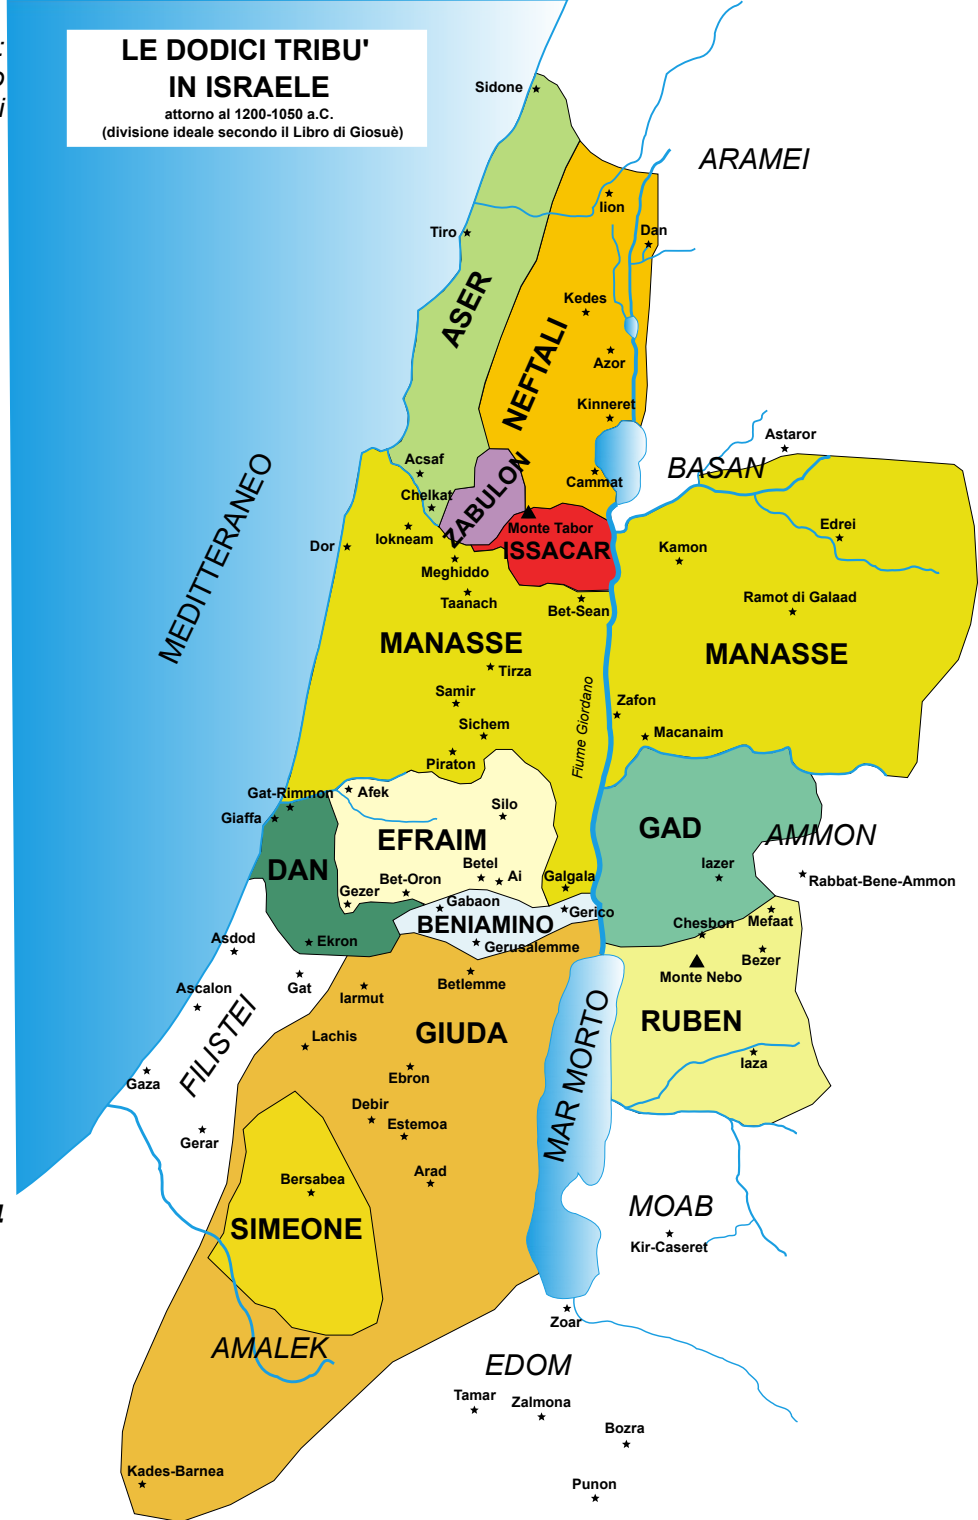 LE DODICI TRIBU'
IN ISRAELE
attorno al 1200-1050 a.C.
(divisione ideale secondo il Libro di Giosuè)
Sidone
ARAMEI
Iion
Dan
Tiro
ASER
Kedes
NEFTALI
Azor
Kinneret
Astaror
BASAN
Acsaf
Cammat
MEDITTERANEO
Chelkat
ZABULON
Edrei
Monte Tabor
Iokneam
Dor
ISSACAR
Kamon
Meghiddo
Taanach
Bet-Sean
Ramot di Galaad
MANASSE
MANASSE
Tirza
Samir
Zafon
Sichem
Macanaim
Fiume Giordano
Piraton
Gat-Rimmon
Afek
Giaffa
Silo
EFRAIM
GAD
AMMON
DAN
Betel
Iazer
Ai
Galgala
Bet-Oron
Rabbat-Bene-Ammon
Gezer
Gabaon
Gerico
BENIAMINO
Chesbon
Mefaat
Asdod
Ekron
Gerusalemme
Bezer
Monte Nebo
Ascalon
Gat
Iarmut
Betlemme
FILISTEI
GIUDA
RUBEN
Lachis
MAR MORTO
Iaza
Gaza
Ebron
Debir
Estemoa
Gerar
Arad
Bersabea
MOAB
SIMEONE
Kir-Caseret
Zoar
AMALEK
EDOM
Tamar
Zalmona
Bozra
Kades-Barnea
Punon